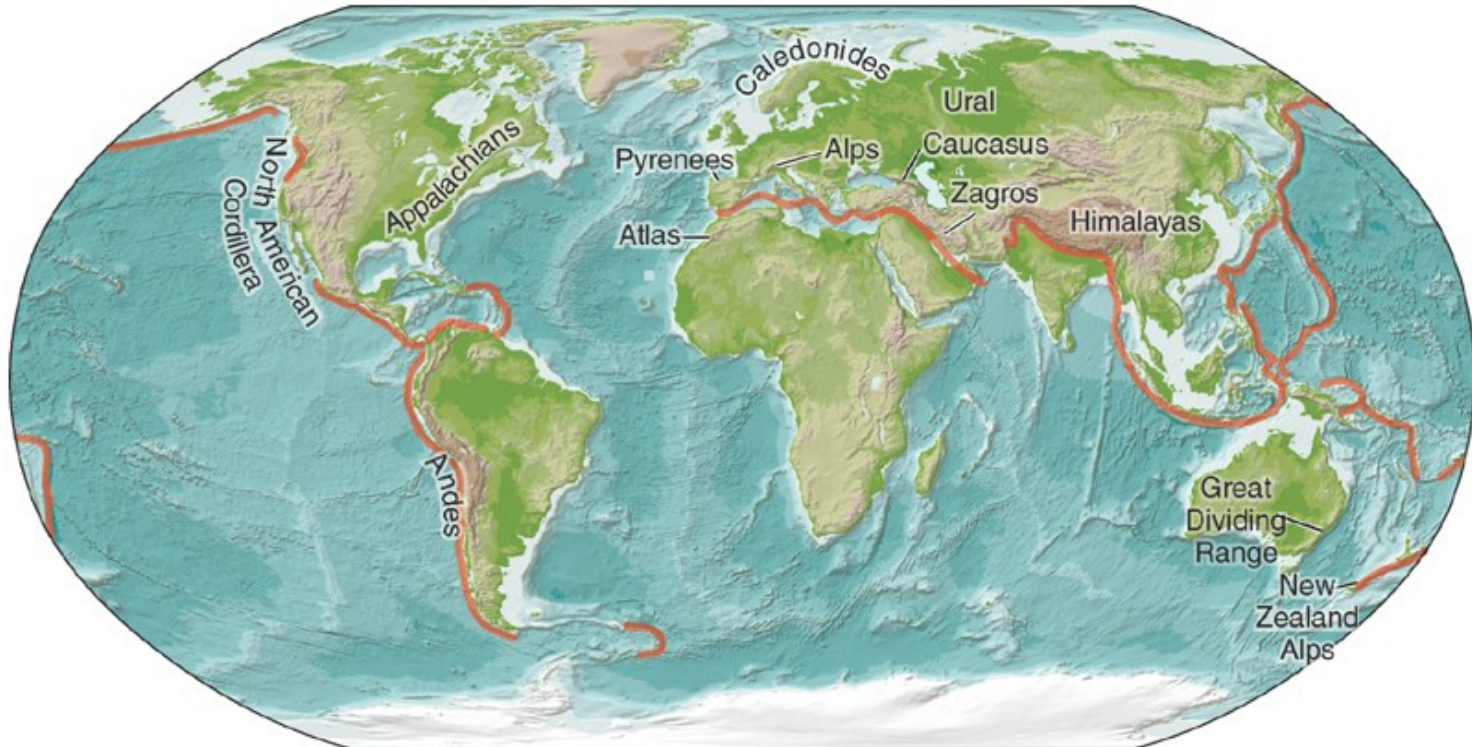 Caledonides
Ural
Appalachians
Pyrenees
Alps
Caucasus
North American
Cordillera
Zagros
Atlas
Himalayas
Andes
Great
Dividing
Range
New
Zealand
Alps